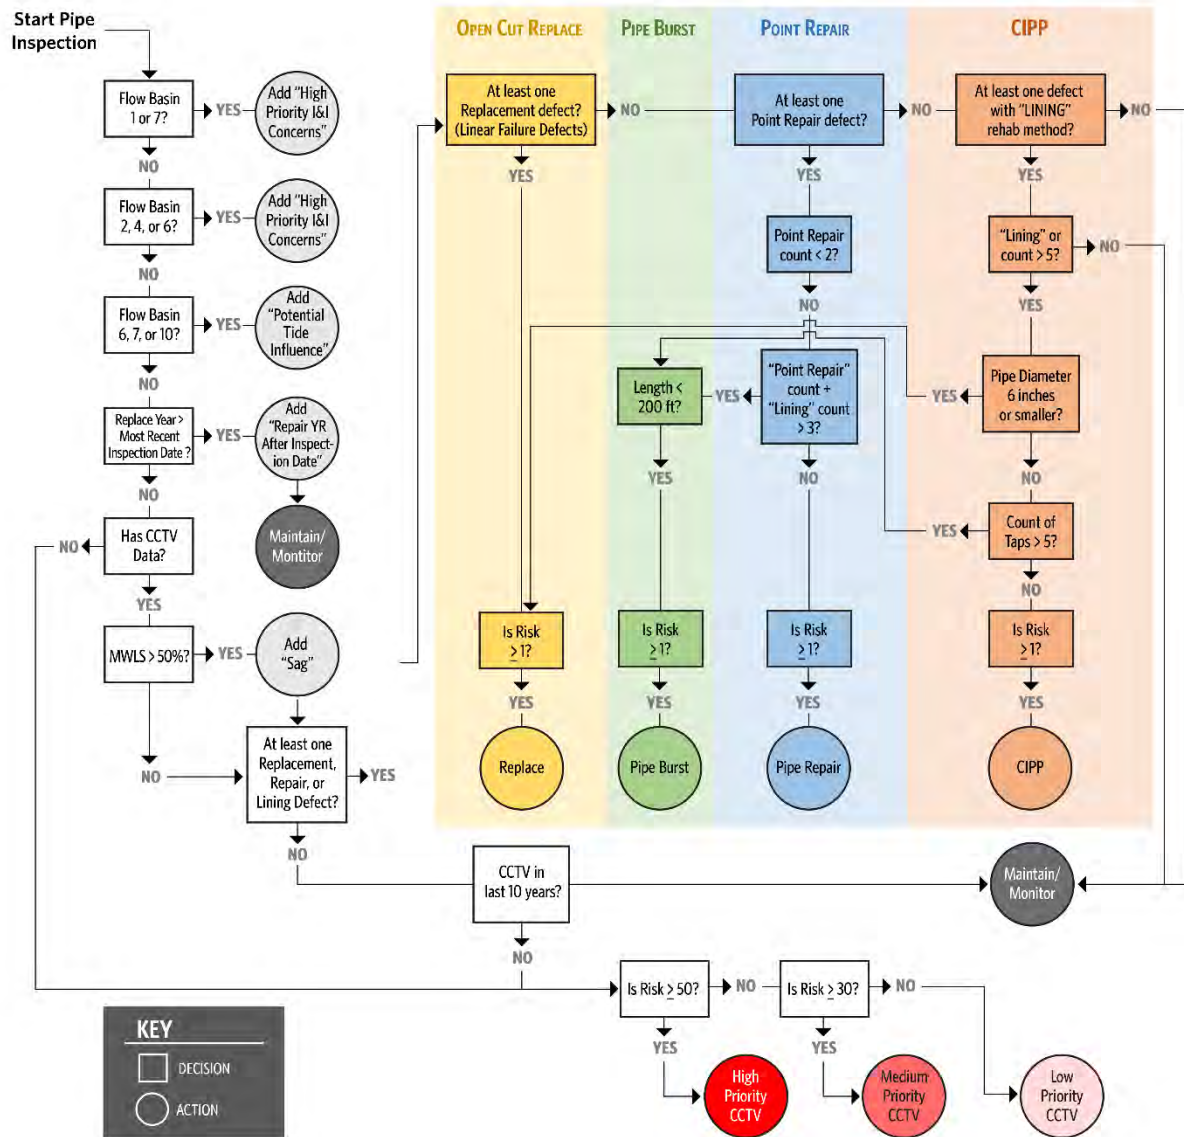 Start Pipe
Inspection
Flow Basin
1 or 7?
YES
Add "High
Priority I&I
Concerns"
NO
Flow Basin
2, 4, or 6?
YES
Add "High
Priority I&I
Concerns"
NO
Flow Basin
6, 7, or 10?
YES
Add
"Potential
Tide
Influence"
NO
Replace Year >
Most Recent
Inspection Date ?
YES
Add
"Repair YR
After Inspect-
ion Date"
NO
Has CCTV
Data?
NO
Maintain/
Montitor
YES
MWLS > 50%?
YES
Add
"Sag"
NO
At least one
Replacement,
Repair, or
Lining Defect?
YES
NO
OPEN CUT REPLACE
At least one
Replacement defect?
(Linear Failure Defects)
NO
YES
Is Risk
≥ 1?
YES
Replace
PIPE BURST
Length <
200 ft?
YES
Is Risk
≥ 1?
YES
Pipe Burst
POINT REPAIR
At least one
Point Repair defect?
NO
YES
Point Repair
count < 2?
NO
"Point Repair"
count +
"Lining" count
> 3?
YES
NO
Is Risk
≥ 1?
YES
Pipe Repair
CIPP
At least one defect
with "LINING"
rehab method?
NO
YES
"Lining" or
count > 5?
NO
YES
Pipe Diameter
6 inches
or smaller?
YES
NO
Count of
Taps > 5?
YES
NO
Is Risk
≥ 1?
YES
CIPP
CCTV in
last 10 years?
NO
Maintain/
Monitor
Is Risk ≥ 50?
NO
YES
High
Priority
CCTV
Is Risk ≥ 30?
NO
YES
Medium
Priority
CCTV
Low
Priority
CCTV
KEY
DECISION
ACTION